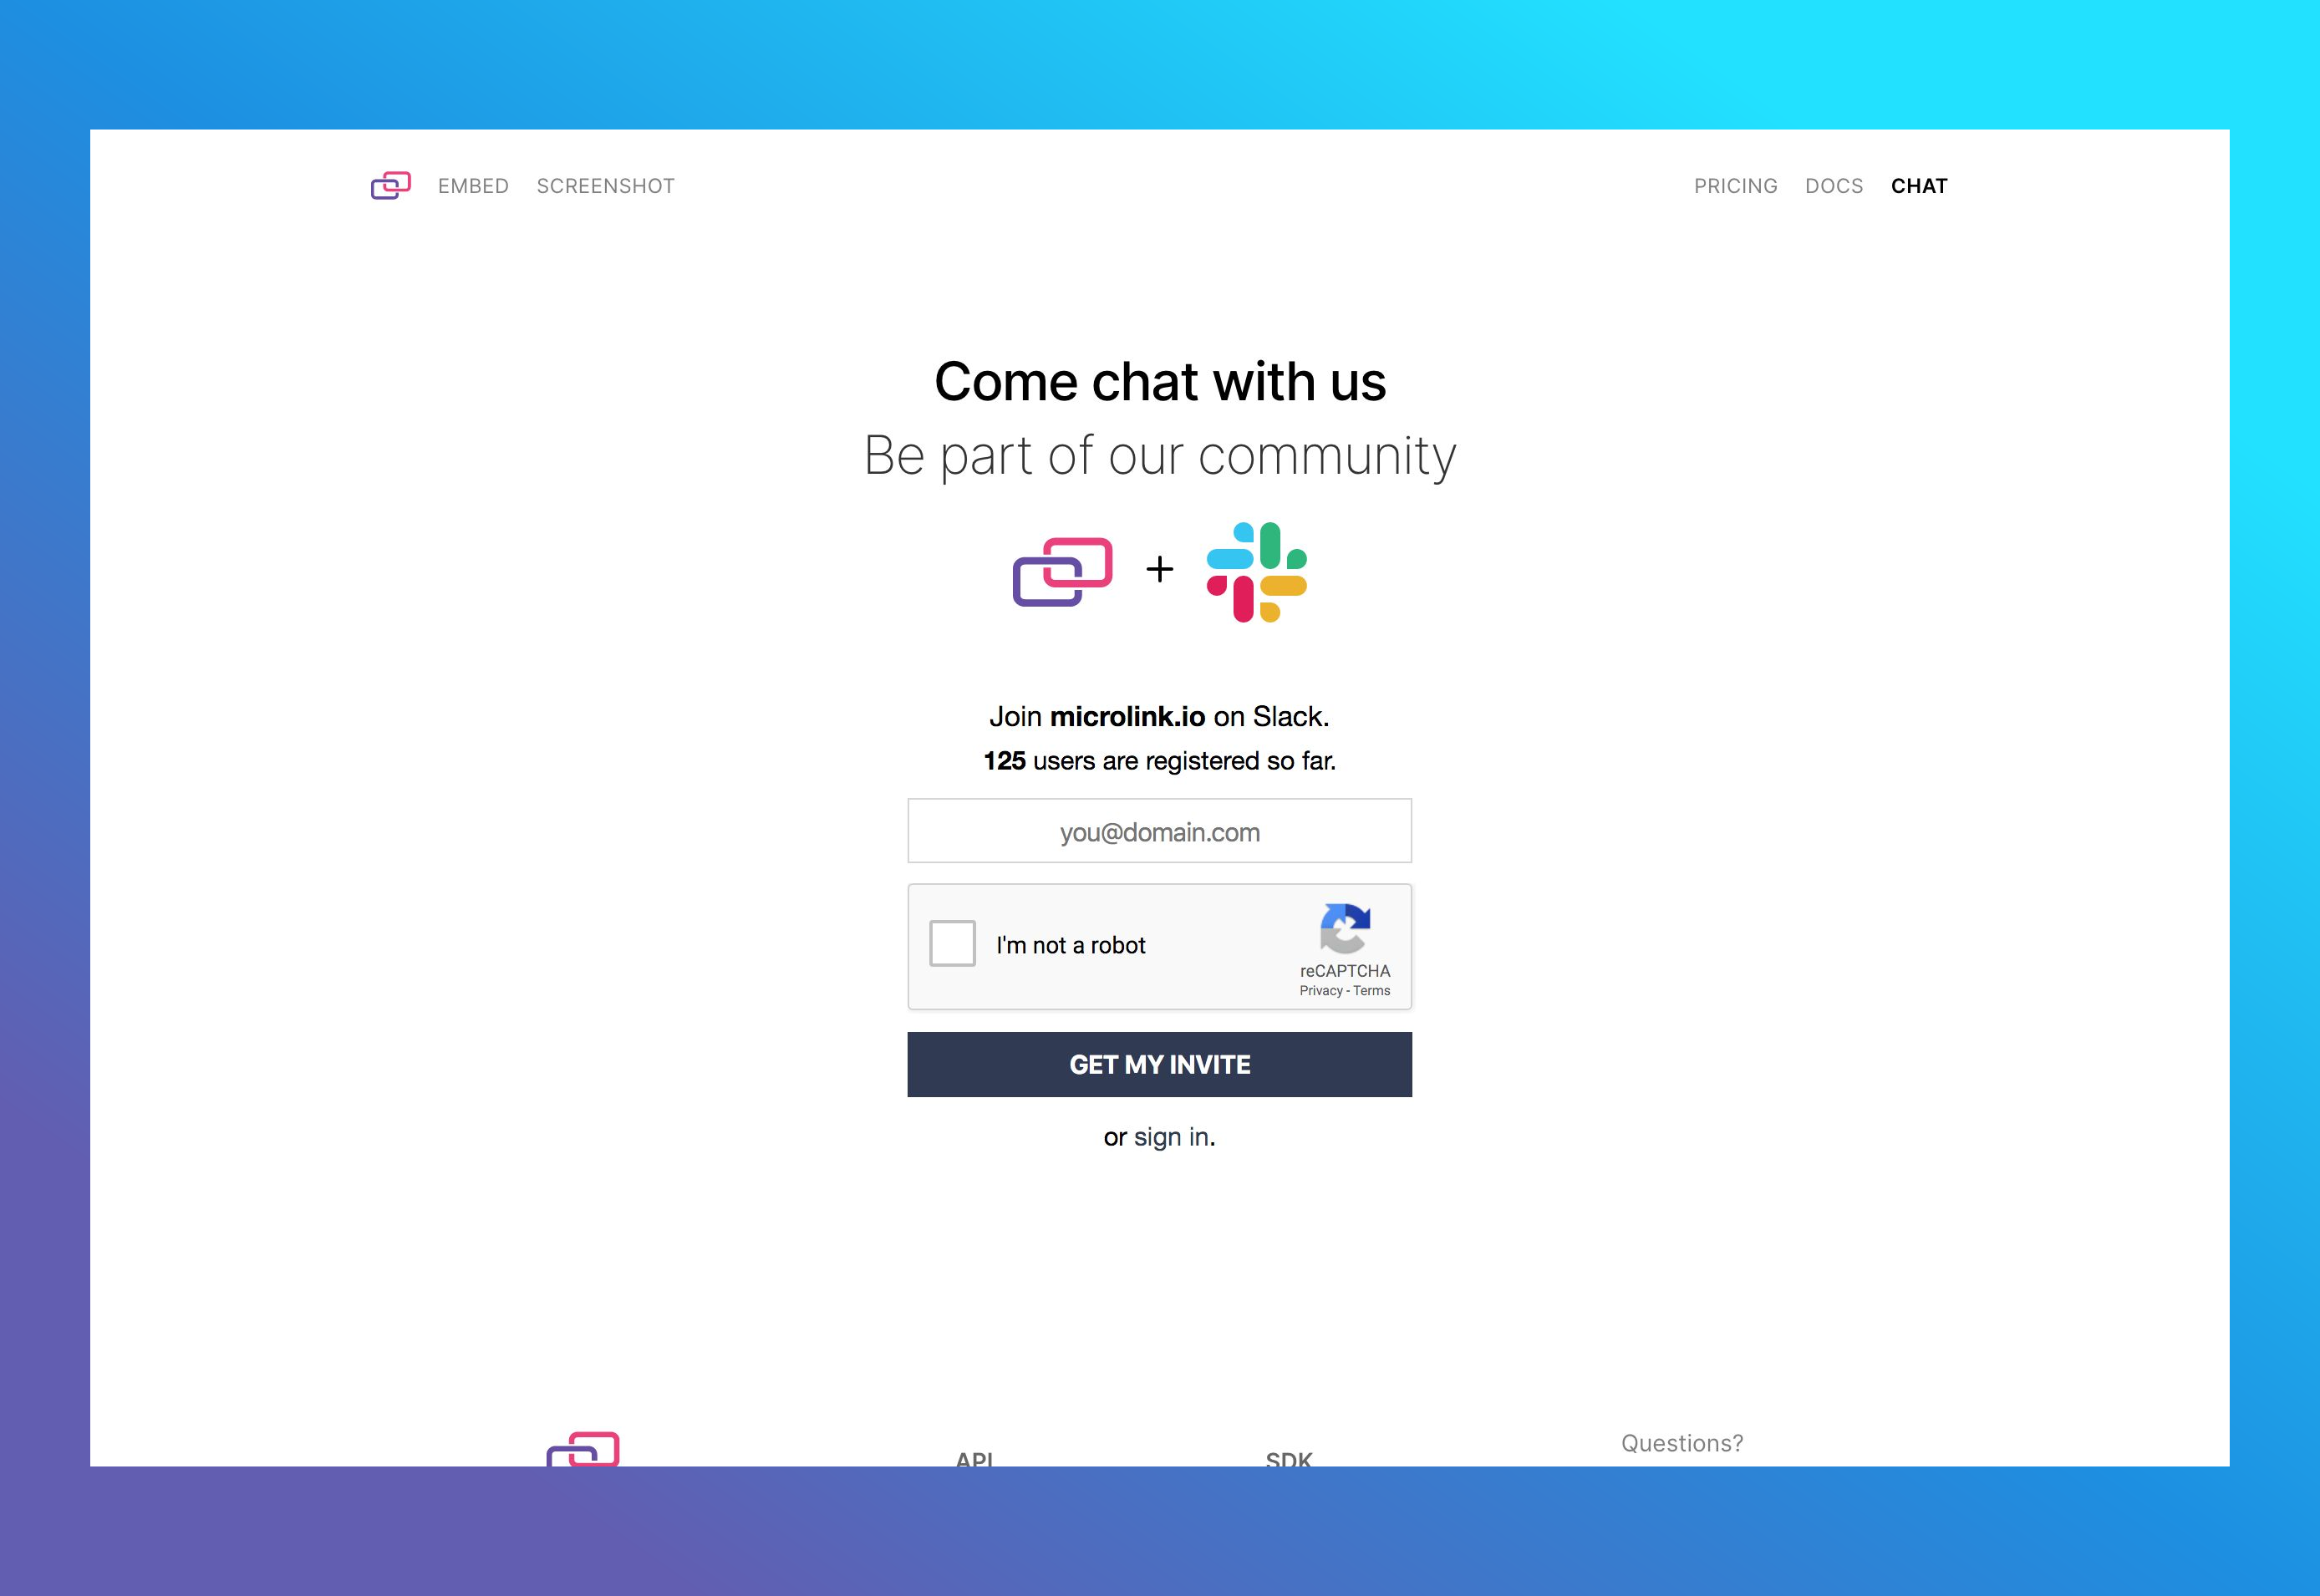 EMBED SCREENSHOT PRICING DOCS CHAT
Come chat with us
Be part of our community
+
Join microlink.io on Slack.
125 users are registered so far.
you@domain.com
I'm not a robot
reCAPTCHA
Privacy - Terms
GET MY INVITE
or sign in.
Questions?
API SDK